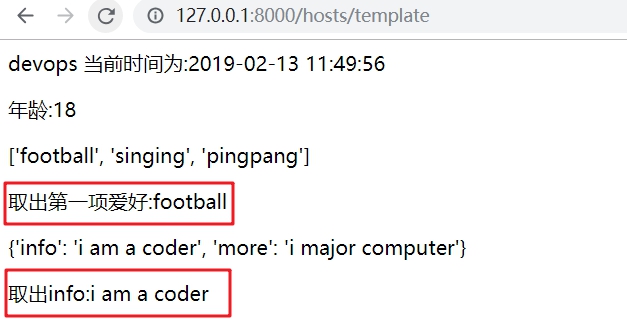 127.0.0.1:8000/hosts/template
devops 当前时间为:2019-02-13 11:49:56
年龄:18
['football', 'singing', 'pingpang']
取出第一项爱好:football
{'info': 'i am a coder', 'more': 'i major computer'}
取出info:i am a coder